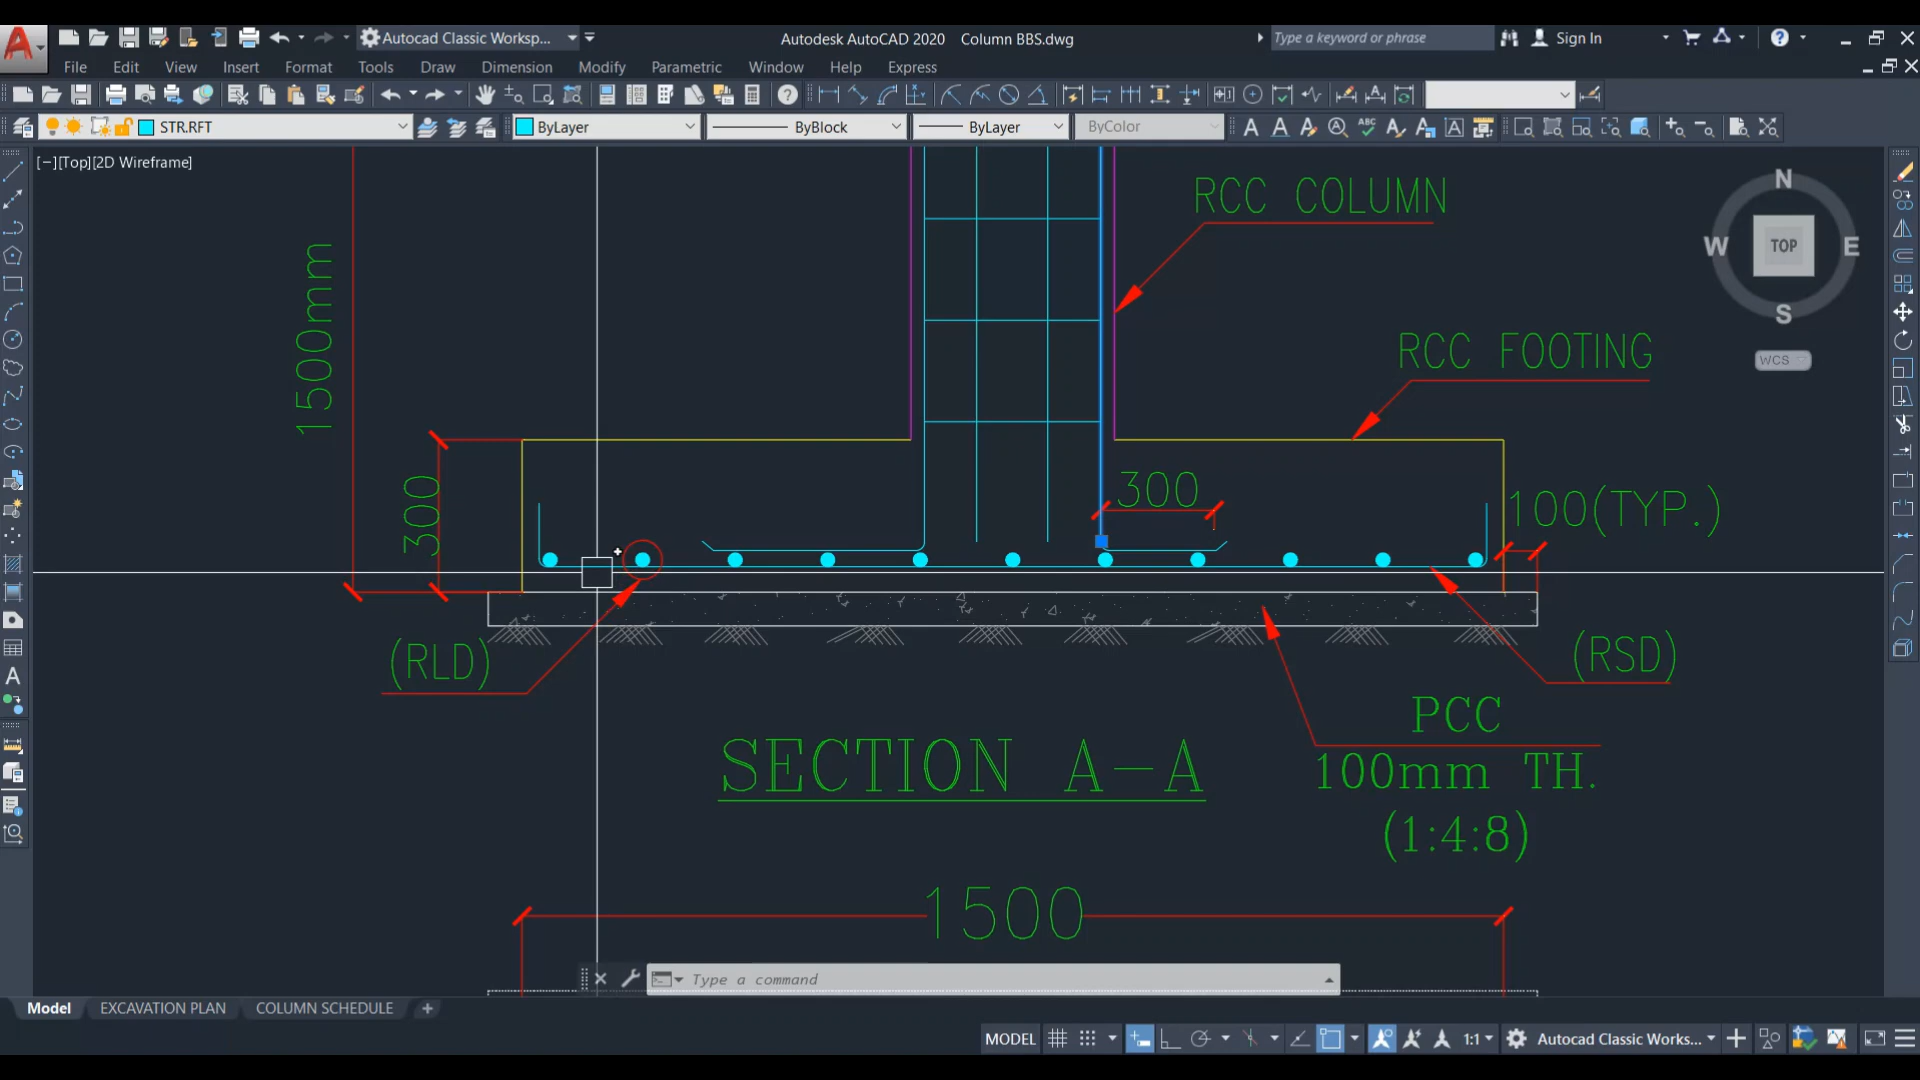 Autocad Classic Worksp...
Autodesk AutoCAD 2020 Column BBS.dwg
Type a keyword or phrase
Sign In
File Edit View Insert Format Tools Draw Dimension Modify Parametric Window Help Express
STR.RFT
ByLayer
ByBlock
ByLayer
ByColor
[−][Top][2D Wireframe]
N
W TOP E
S
WCS
RCC COLUMN
RCC FOOTING
1500mm
300
300
100(TYP.)
(RLD)
(RSD)
PCC
100mm TH.
(1:4:8)
SECTION A-A
1500
Type a command
Model EXCAVATION PLAN COLUMN SCHEDULE +
MODEL 1:1 Autocad Classic Works...